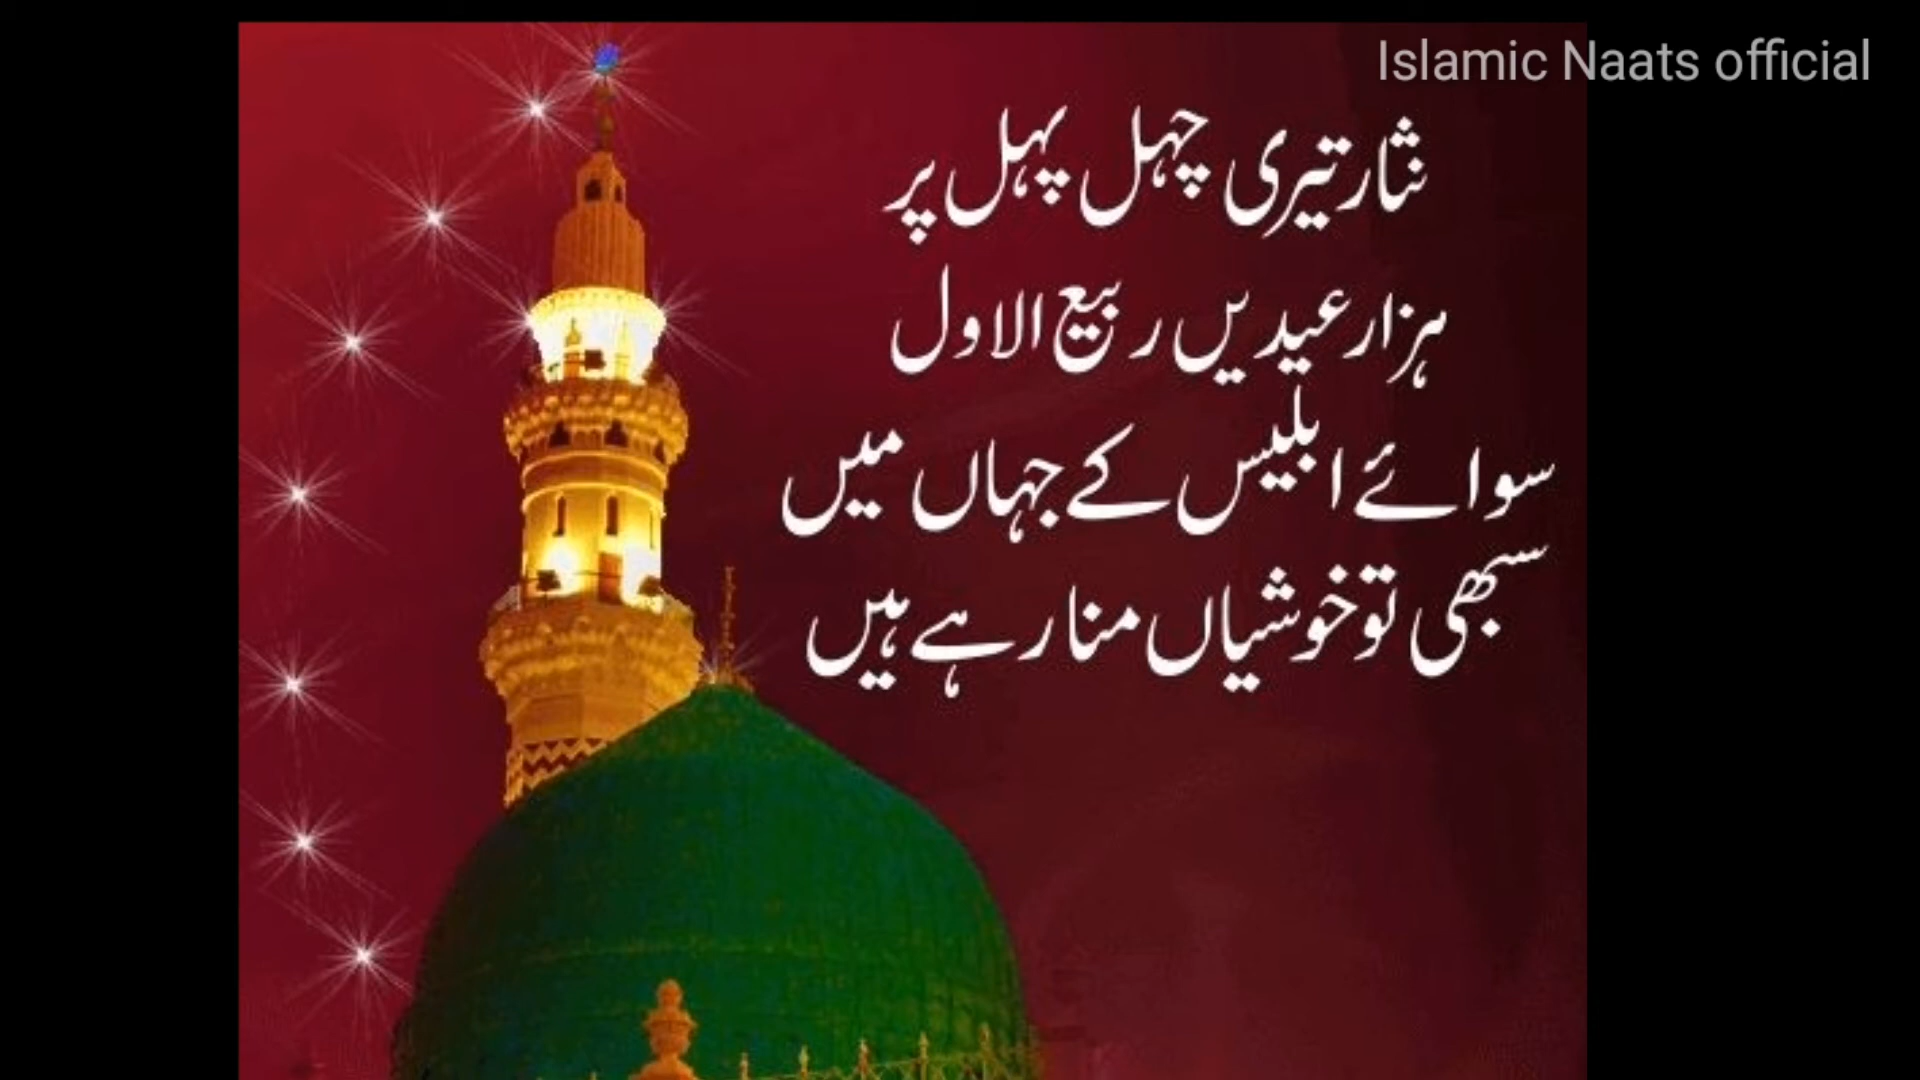 Islamic Naats official
نثار تیری چہل پہل پر
ہزار عیدیں ربیع الاول
سوائے ابلیس کے جہاں میں
سبھی تو خوشیاں منا رہے ہیں